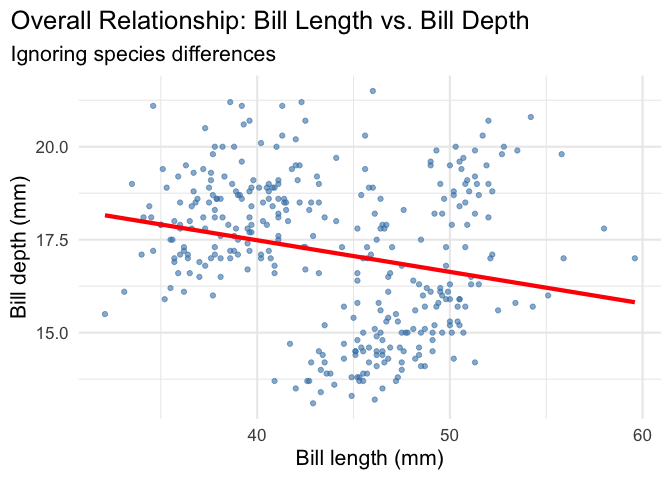 Overall Relationship: Bill Length vs. Bill Depth
Ignoring species differences
20.0
17.5
15.0
Bill depth (mm)
40 50 60
Bill length (mm)